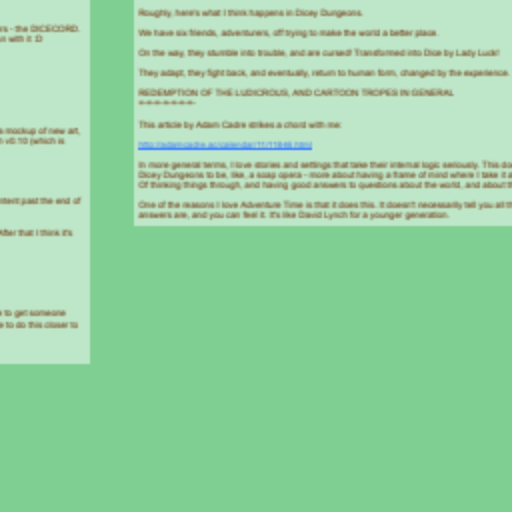 rs - the DICECORD.
n with it :D
s mockup of new art,
n v0.10 (which is
ntent past the end of
After that I think it's
e to get someone
e to do this closer to
Roughly, here's what I think happens in Dicey Dungeons.
We have six friends, adventurers, off trying to make the world a better place.
On the way, they stumble into trouble, and are cursed! Transformed into Dice by Lady Luck!
They adapt, they fight back, and eventually, return to human form, changed by the experience.
REDEMPTION OF THE LUDICROUS, AND CARTOON TROPES IN GENERAL
This article by Adam Cadre strikes a chord with me:
In more general terms, I love stories and settings that take their internal logic seriously. This do
Dicey Dungeons to be, like, a soap opera - more about having a frame of mind where I take it a
Of thinking things through, and having good answers to questions about the world, and about th
One of the reasons I love Adventure Time is that it does this. It doesn't necessarily tell you all th
answers are, and you can feel it. It's like David Lynch for a younger generation.